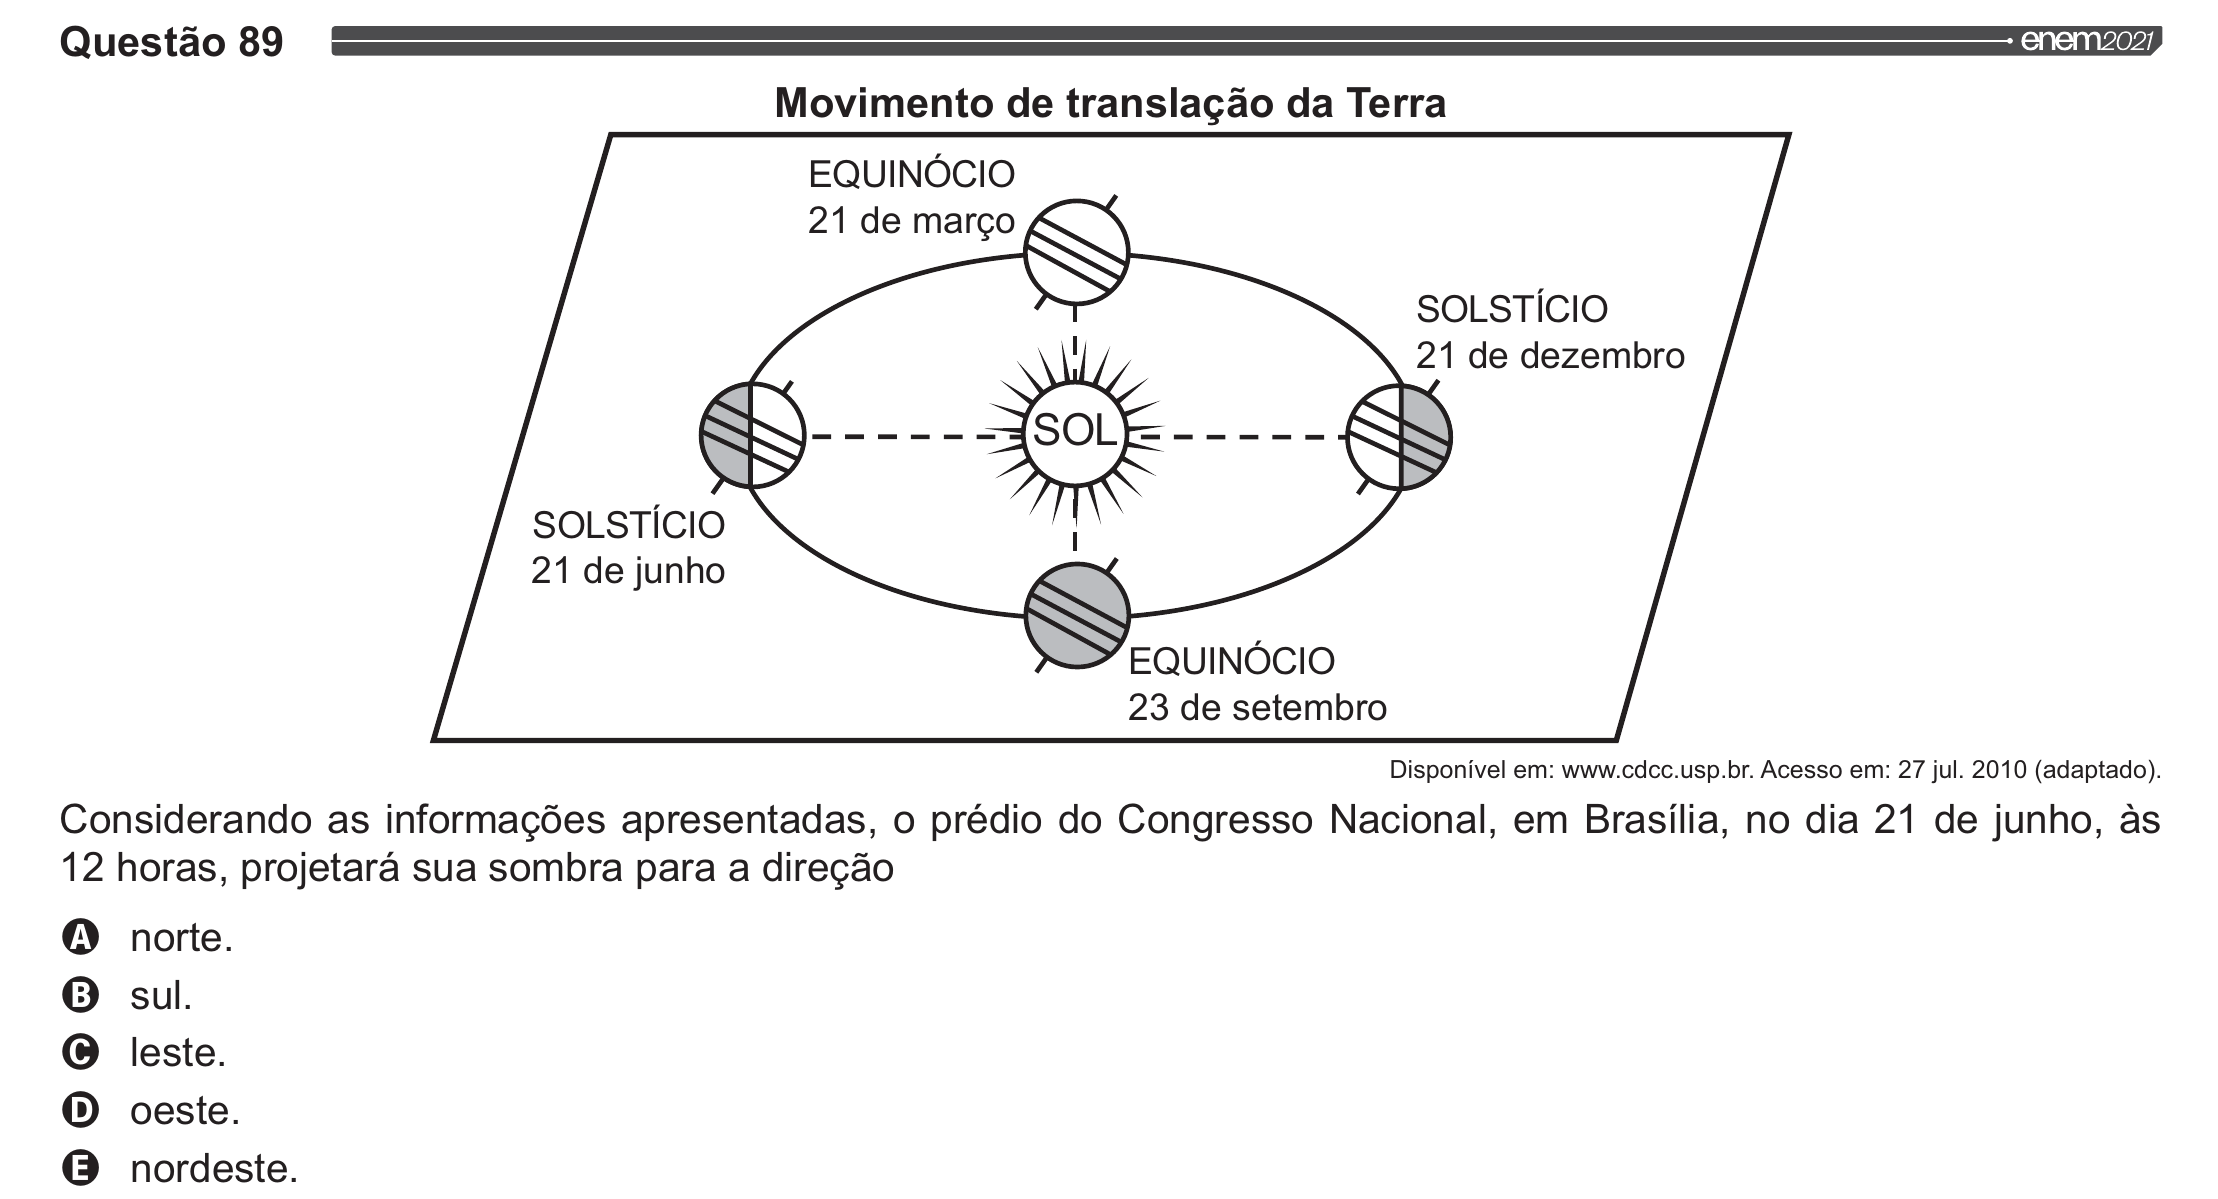 Questão 89
enem2021
Movimento de translação da Terra
EQUINÓCIO
21 de março
SOLSTÍCIO
21 de dezembro
SOL
SOLSTÍCIO
21 de junho
EQUINÓCIO
23 de setembro
Disponível em: www.cdcc.usp.br. Acesso em: 27 jul. 2010 (adaptado).
Considerando as informações apresentadas, o prédio do Congresso Nacional, em Brasília, no dia 21 de junho, às
12 horas, projetará sua sombra para a direção
A norte.
B sul.
C leste.
D oeste.
E nordeste.